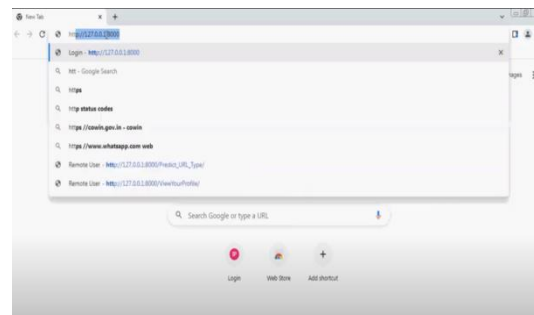 New Tab
http://127.0.0.1:8000
Login - http://127.0.0.1:8000
htt - Google Search
https
http status codes
https //cowin.gov.in - cowin
https //www.whatsapp.com web
Remote User - http://127.0.0.1:8000/Predict_URL_Type/
Remote User - http://127.0.0.1:8000/ViewYourProfile/
Search Google or type a URL
Login
Web Store
Add shortcut